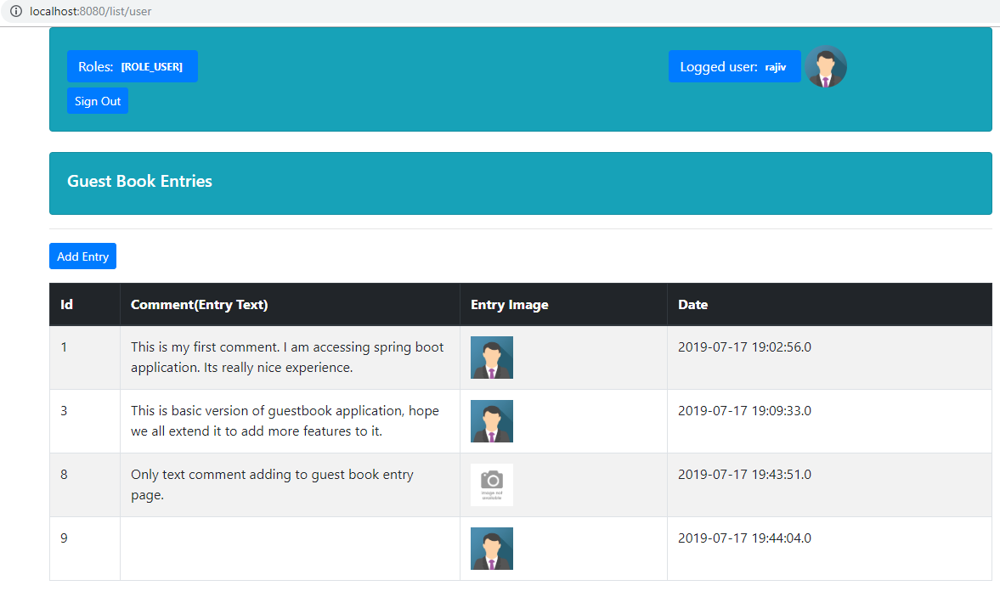 localhost:8080/list/user
Roles: [ROLE_USER]
Logged user: rajiv
Sign Out
Guest Book Entries
Add Entry
Id Comment(Entry Text) Entry Image Date
1 This is my first comment. I am accessing spring boot 2019-07-17 19:02:56.0
application. Its really nice experience.
3 This is basic version of guestbook application, hope 2019-07-17 19:09:33.0
we all extend it to add more features to it.
8 Only text comment adding to guest book entry 2019-07-17 19:43:51.0
page.
image not
available
9 2019-07-17 19:44:04.0